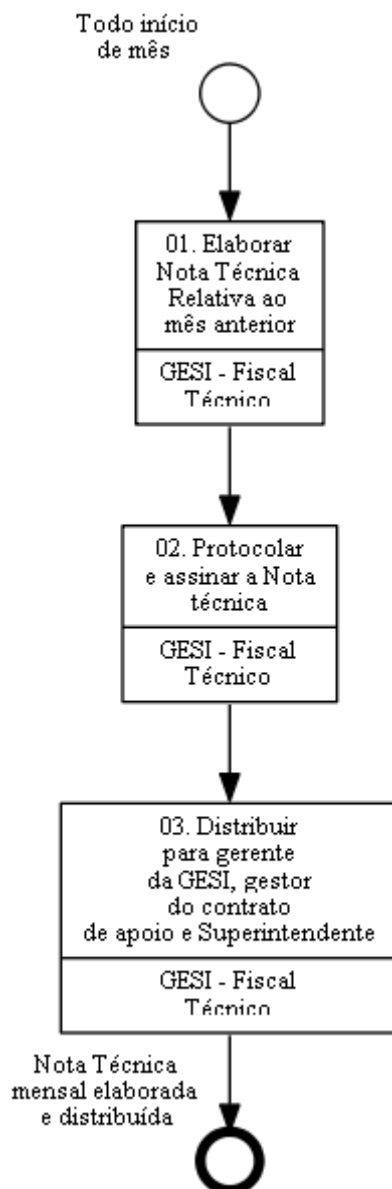 Todo início
de mês
01. Elaborar
Nota Técnica
Relativa ao
mês anterior
GESI - Fiscal
Técnico
02. Protocolar
e assinar a Nota
técnica
GESI - Fiscal
Técnico
03. Distribuir
para gerente
da GESI, gestor
do contrato
de apoio e Superintendente
GESI - Fiscal
Técnico
Nota Técnica
mensal elaborada
e distribuída